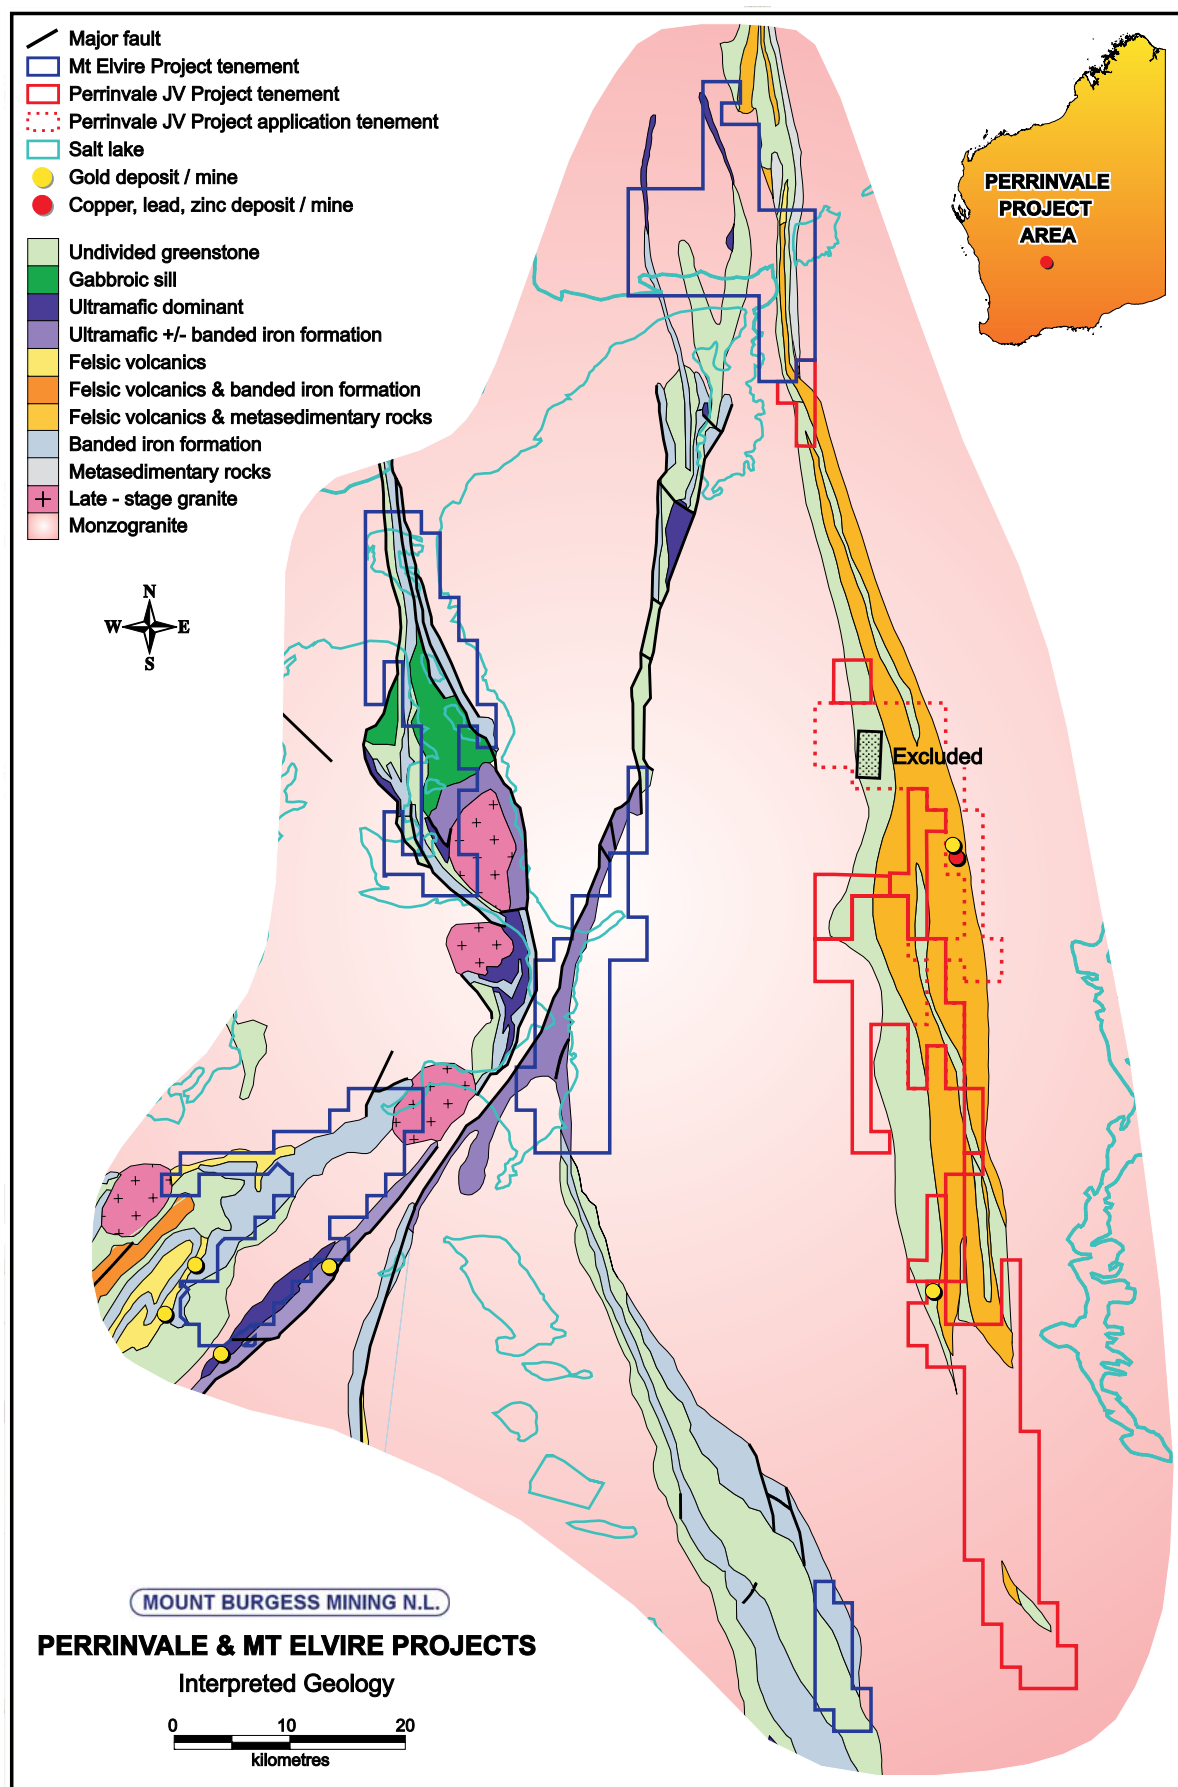 Major fault
Mt Elvire Project tenement
Perrinvale JV Project tenement
Perrinvale JV Project application tenement
Salt lake
Gold deposit / mine
Copper, lead, zinc deposit / mine
Undivided greenstone
Gabbroic sill
Ultramafic dominant
Ultramafic +/- banded iron formation
Felsic volcanics
Felsic volcanics & banded iron formation
Felsic volcanics & metasedimentary rocks
Banded iron formation
Metasedimentary rocks
Late - stage granite
Monzogranite
PERRINVALE
PROJECT
AREA
N
W E
S
Excluded
MOUNT BURGESS MINING N.L.
PERRINVALE & MT ELVIRE PROJECTS
Interpreted Geology
0 10 20
kilometres